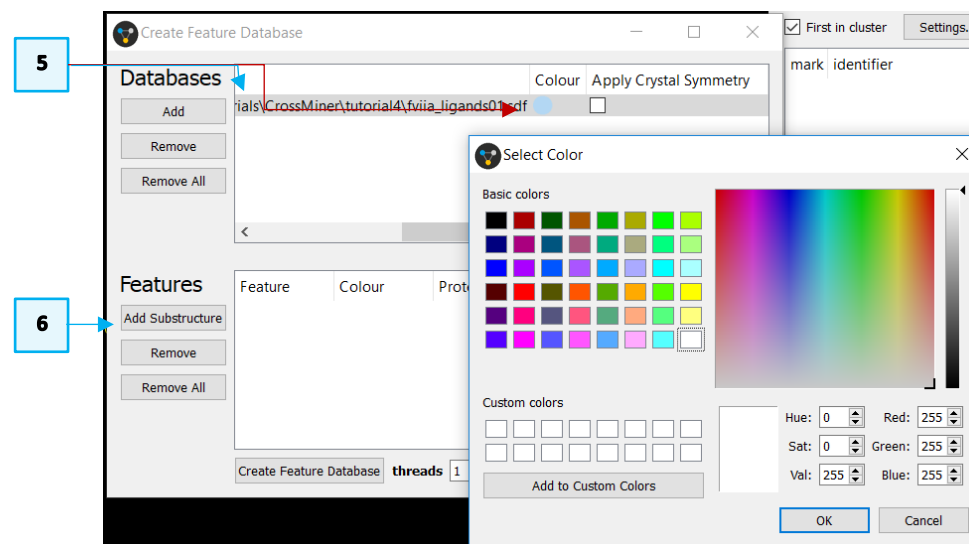 Create Feature Database
First in cluster
Settings.
5
mark identifier
Databases
Colour Apply Crystal Symmetry
Add
rials\CrossMiner\tutorial4\fviia_ligands01.sdf
Remove
Select Color
Remove All
Basic colors
Features
Feature Colour Prote
6
Add Substructure
Remove
Remove All
Custom colors
Hue: 0 Red: 255
Sat: 0 Green: 255
Create Feature Database threads 1
Val: 255 Blue: 255
Add to Custom Colors
OK Cancel